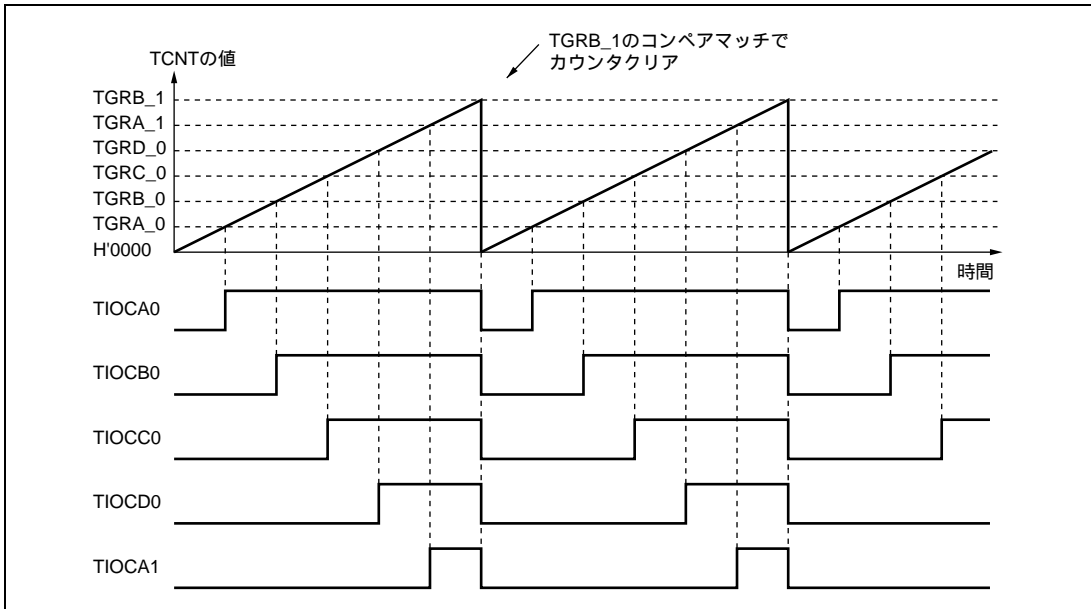 TGRB_1のコンペアマッチで
カウンタクリア
TCNTの値
TGRB_1
TGRA_1
TGRD_0
TGRC_0
TGRB_0
TGRA_0
H'0000
時間
TIOCA0
TIOCB0
TIOCC0
TIOCD0
TIOCA1